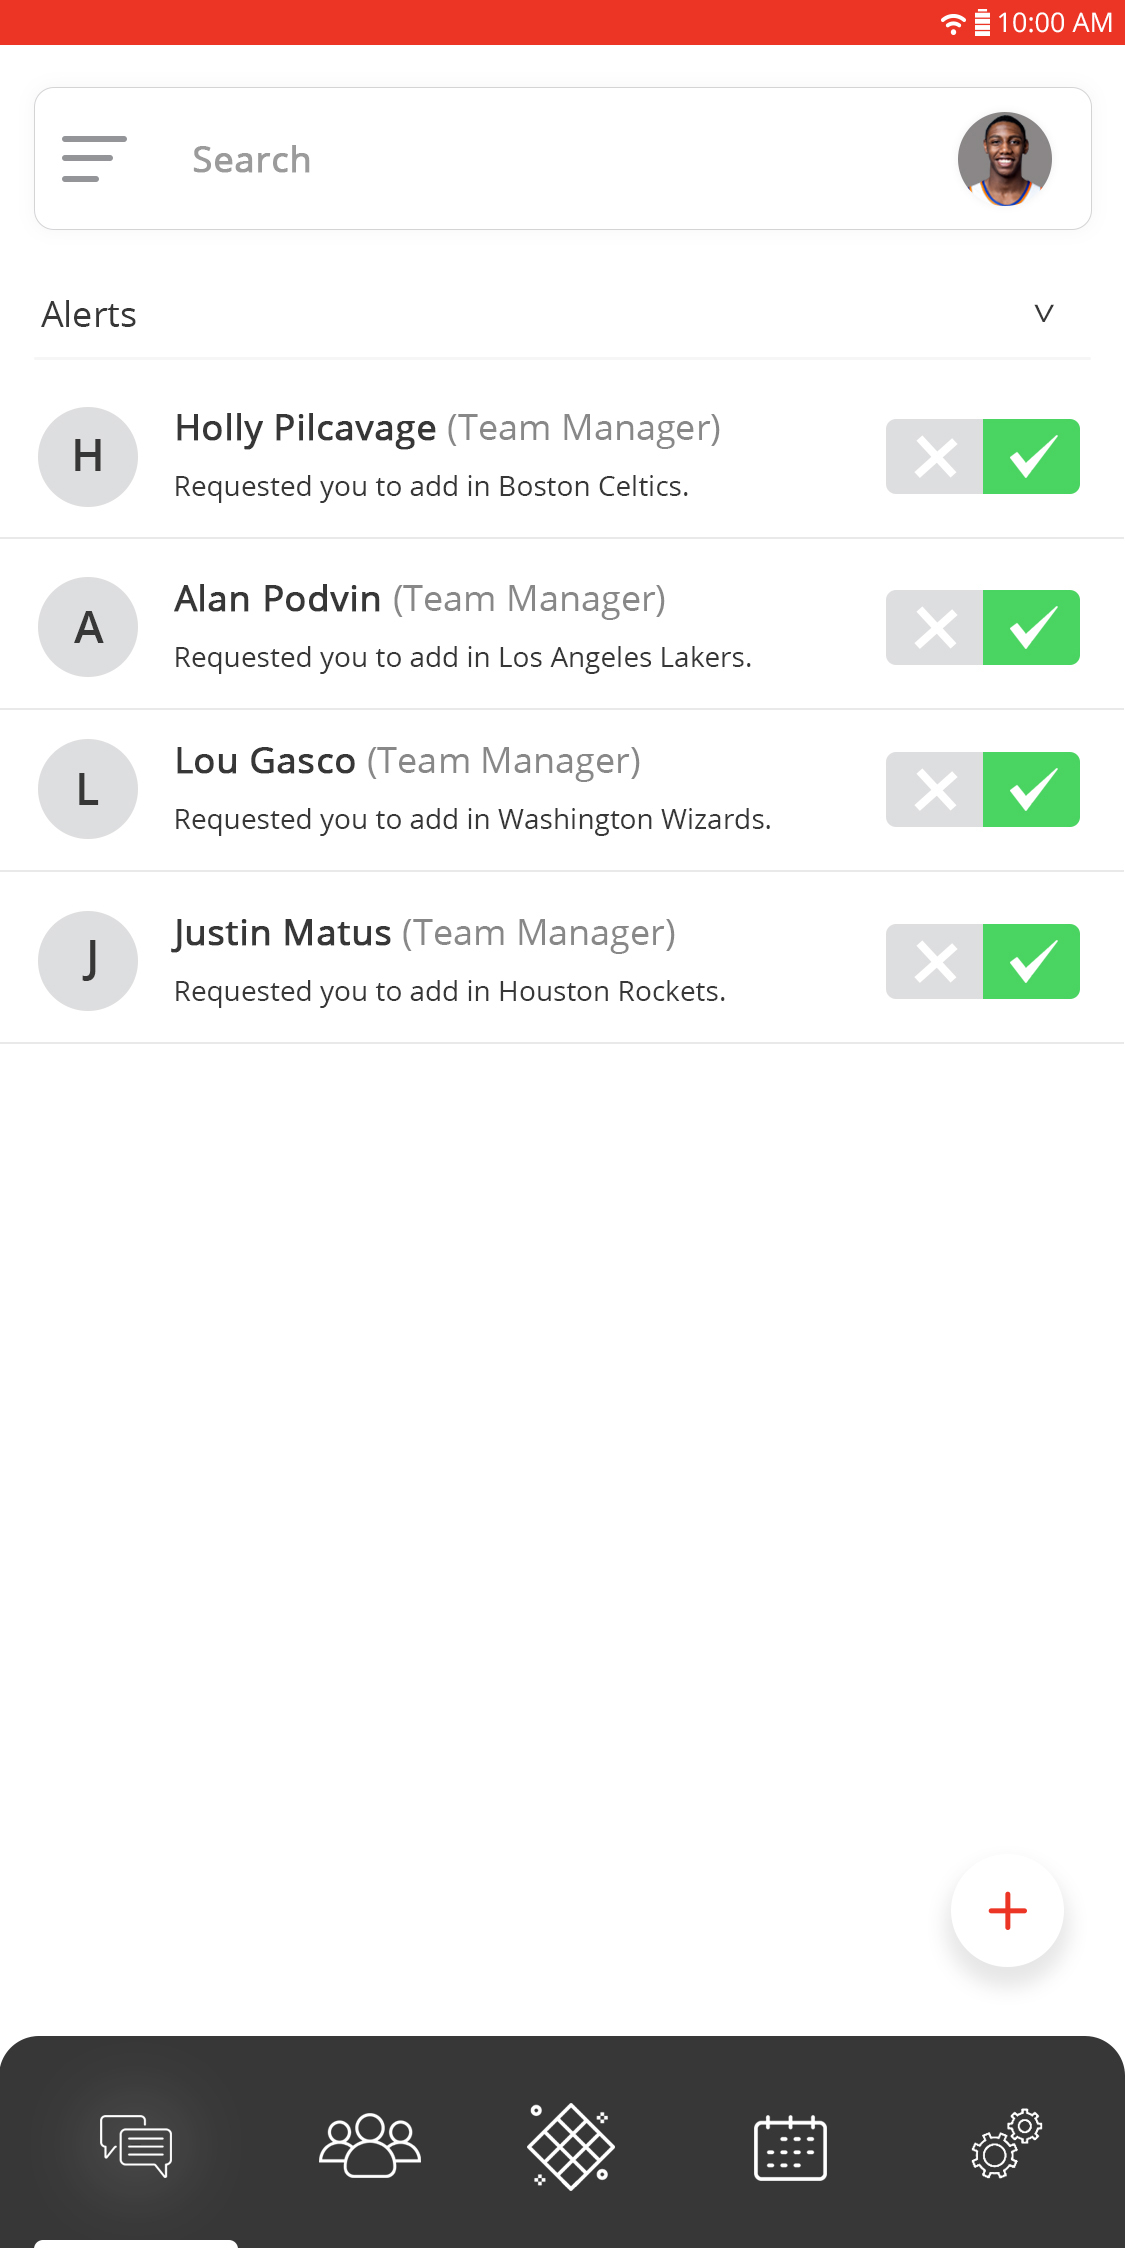 10:00 AM
Search
Alerts
H
Holly Pilcavage (Team Manager)
Requested you to add in Boston Celtics.
A
Alan Podvin (Team Manager)
Requested you to add in Los Angeles Lakers.
L
Lou Gasco (Team Manager)
Requested you to add in Washington Wizards.
J
Justin Matus (Team Manager)
Requested you to add in Houston Rockets.